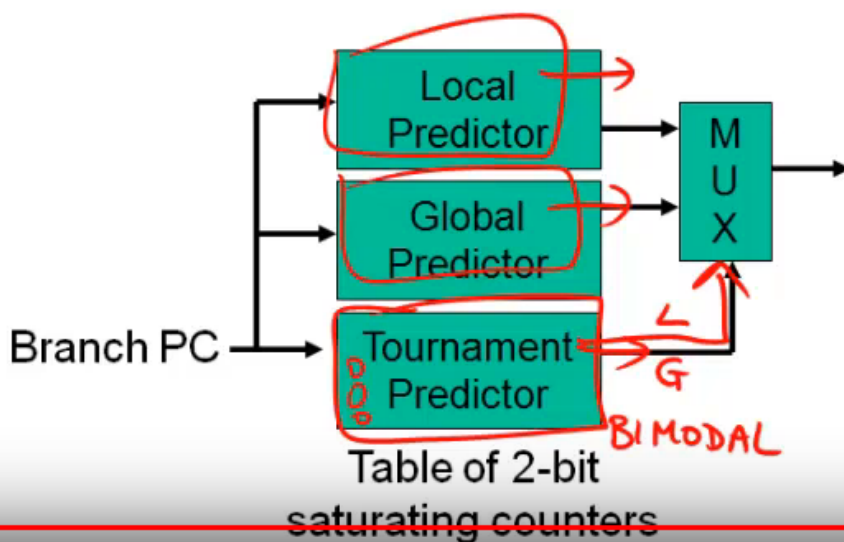 Local
Predictor
Global
Predictor
Tournament
Predictor
Branch PC
M
U
X
L
G
BIMODAL
Table of 2-bit
saturating counters